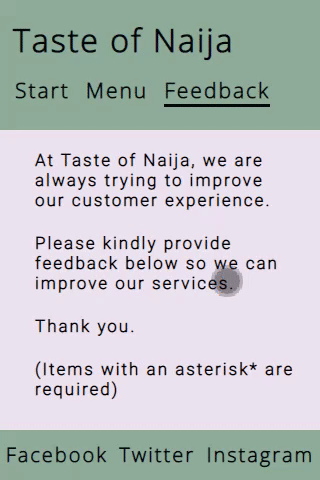 Taste of Naija
Start Menu Feedback
At Taste of Naija, we are
always trying to improve
our customer experience.
Please kindly provide
feedback below so we can
improve our services.
Thank you.
(Items with an asterisk* are
required)
Facebook Twitter Instagram